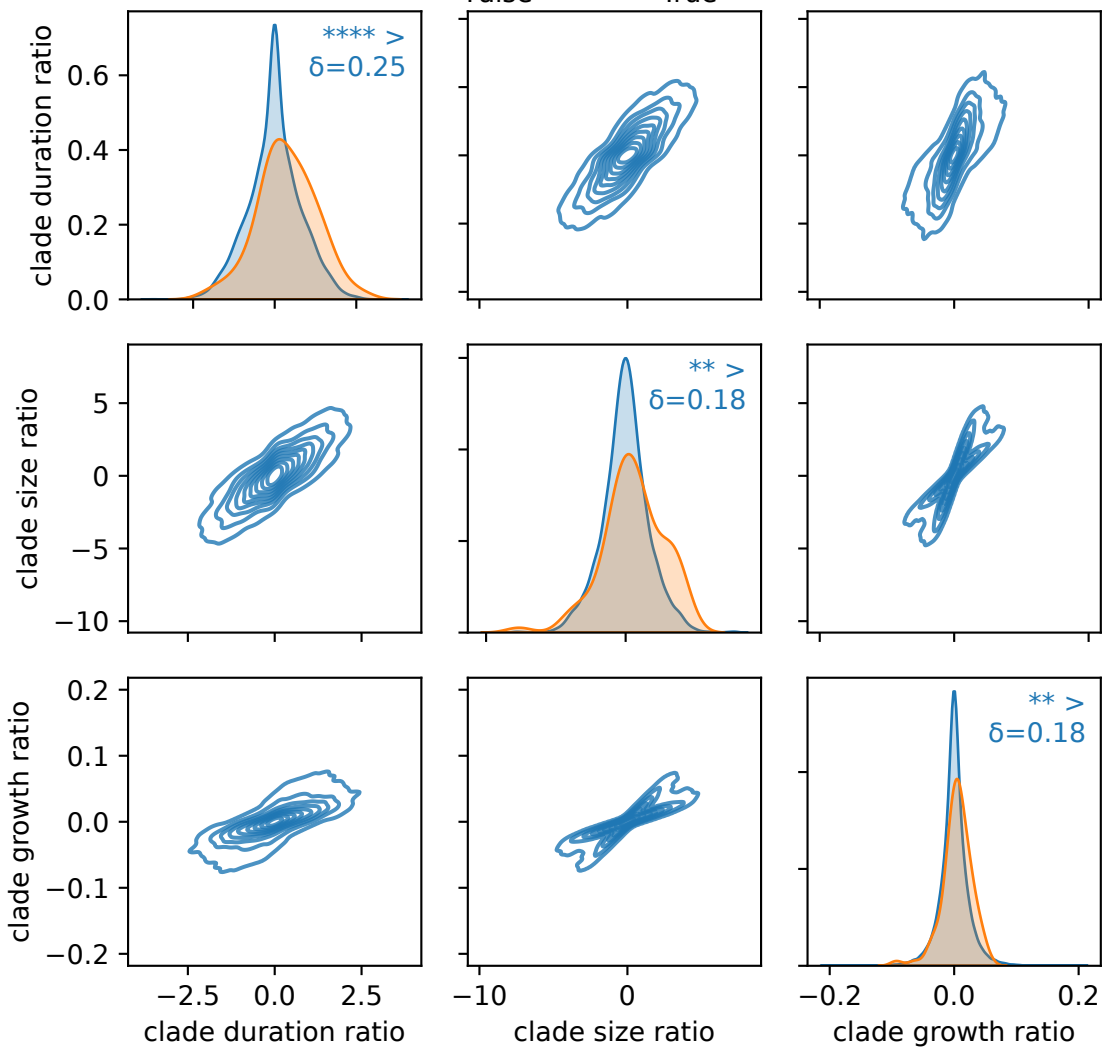 **** >
δ=0.25
clade duration ratio
0.6
0.4
0.2
0.0
** >
δ=0.18
clade size ratio
5
0
−5
−10
** >
δ=0.18
clade growth ratio
0.2
0.1
0.0
−0.1
−0.2
−2.5 0.0 2.5 −10 0 −0.2 0.0 0.2
clade duration ratio clade size ratio clade growth ratio